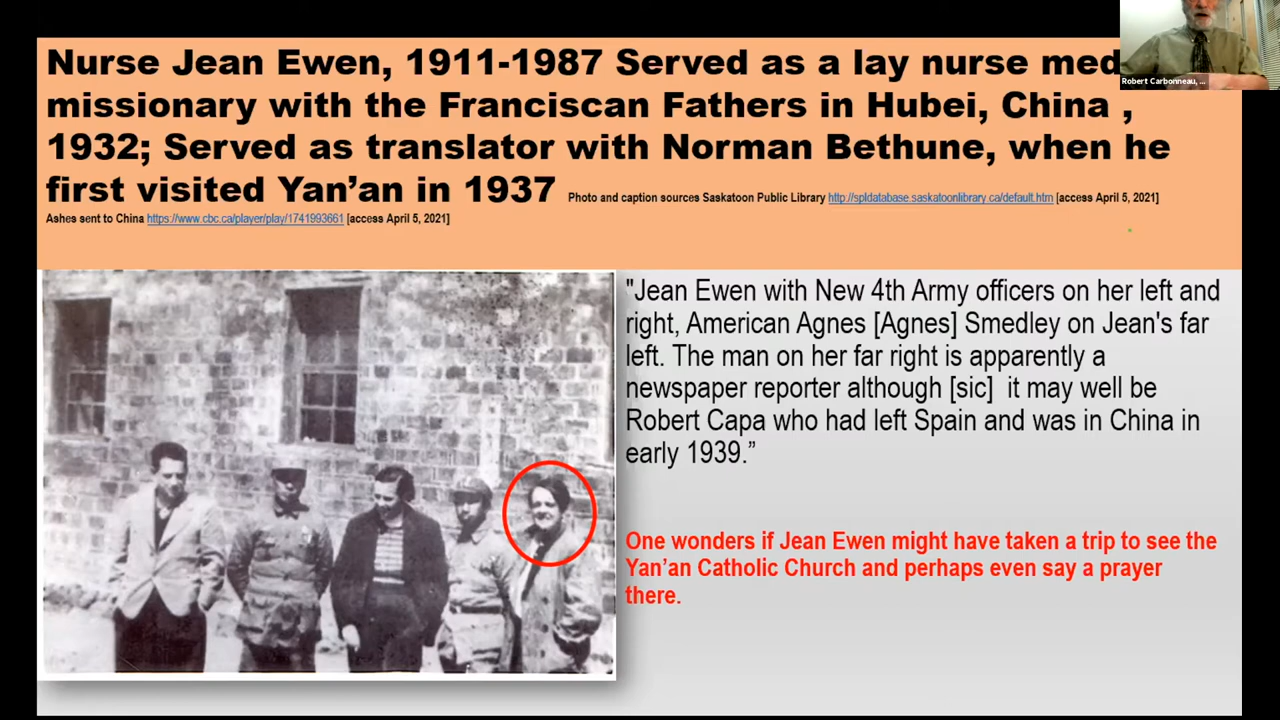 Nurse Jean Ewen, 1911-1987 Served as a lay nurse med
missionary with the Franciscan Fathers in Hubei, China ,
1932; Served as translator with Norman Bethune, when he
first visited Yan’an in 1937 Photo and caption sources Saskatoon Public Library http://spldatabase.saskatoonlibrary.ca/default.htm [access April 5, 2021]
Ashes sent to China https://www.cbc.ca/player/play/1741993661 [access April 5, 2021]
Robert Carbonneau, ...
"Jean Ewen with New 4th Army officers on her left and
right, American Agnes [Agnes] Smedley on Jean's far
left. The man on her far right is apparently a
newspaper reporter although [sic] it may well be
Robert Capa who had left Spain and was in China in
early 1939.”
One wonders if Jean Ewen might have taken a trip to see the
Yan’an Catholic Church and perhaps even say a prayer
there.